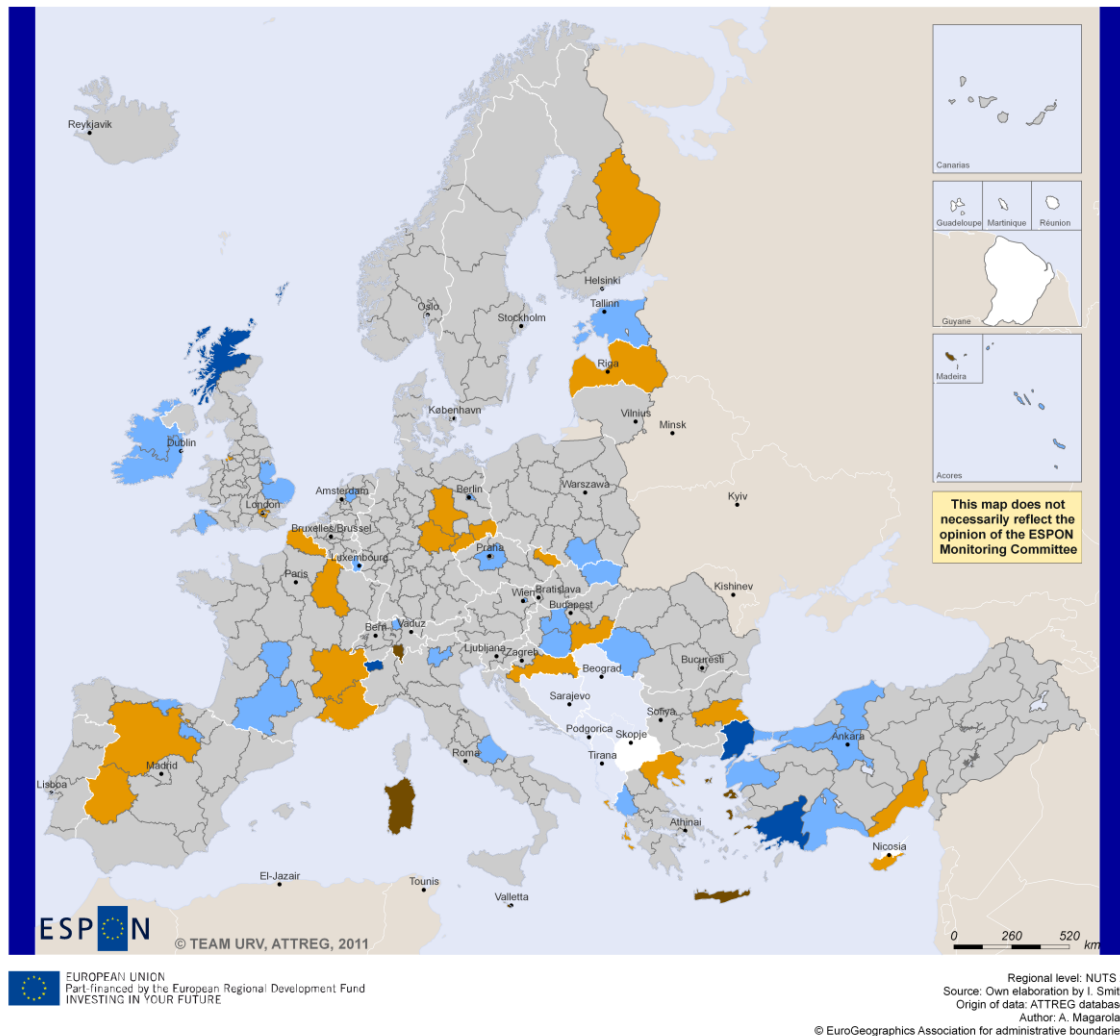 Reykjavik
Canarias
Guadeloupe
Martinique
Réunion
Guyane
Madeira
Acores
This map does not
necessarily reflect the
opinion of the ESPON
Monitoring Committee
Helsinki
Tallinn
Oslo
Stockholm
Riga
København
Vilnius
Minsk
Dublin
Amsterdam
Berlin
Warszawa
London
Kyiv
Bruxelles/Brussel
Praha
Luxembourg
Paris
Wien
Bratislava
Kishinev
Budapest
Bern
Vaduz
Ljubljana
Zagreb
Beograd
Bucuresti
Sarajevo
Sofiya
Podgorica
Skopje
Ankara
Roma
Tirana
Madrid
Lisboa
Athinai
Nicosia
El-Jazair
Tounis
Valletta
ESPON
© TEAM URV, ATTREG, 2011
0 260 520
km
EUROPEAN UNION
Part-financed by the European Regional Development Fund
INVESTING IN YOUR FUTURE
Regional level: NUTS
Source: Own elaboration by I. Smit
Origin of data: ATTREG databas
Author: A. Magarola
© EuroGeographics Association for administrative boundarie